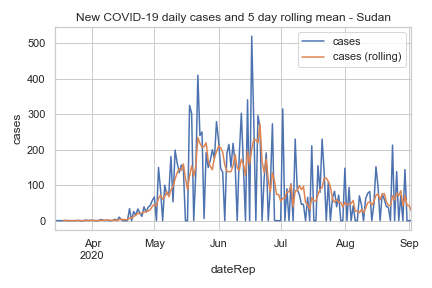 New COVID-19 daily cases and 5 day rolling mean - Sudan
cases
cases (rolling)
500
400
300
200
100
0
cases
Apr
2020
May
Jun
Jul
Aug
Sep
dateRep